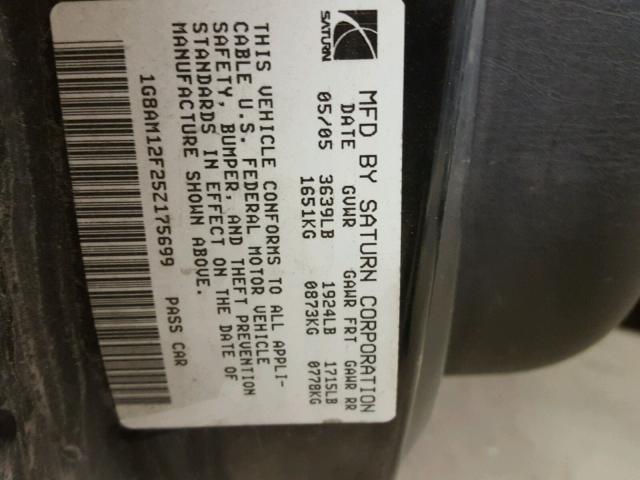 SATURN
MFD BY SATURN CORPORATION
DATE GVWR GAWR FRT GAWR RR
05/05 3639LB 1924LB 1715LB
1651KG 0873KG 0778KG
THIS VEHICLE CONFORMS TO ALL APPLI-
CABLE U.S. FEDERAL MOTOR VEHICLE
SAFETY, BUMPER, AND THEFT PREVENTION
STANDARDS IN EFFECT ON THE DATE OF
MANUFACTURE SHOWN ABOVE.
1G8AM12F25Z175699 PASS CAR